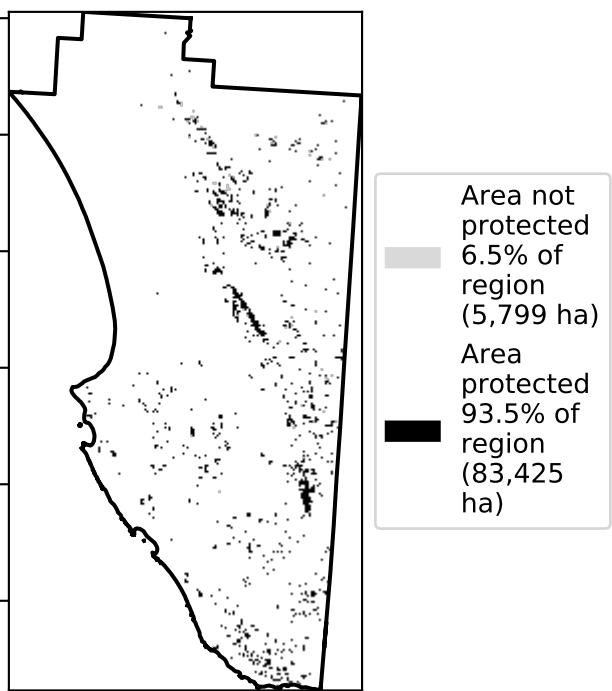 Area not
protected
6.5% of
region
(5,799 ha)
Area
protected
93.5% of
region
(83,425
ha)